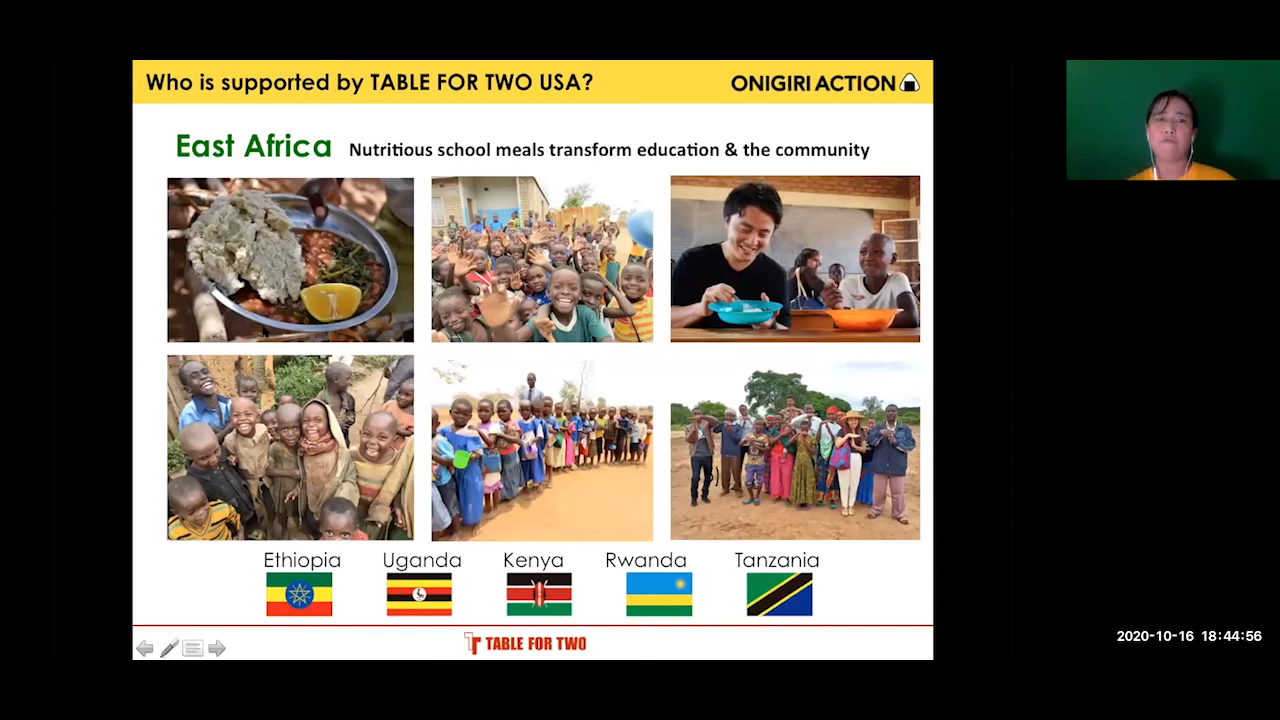 Who is supported by TABLE FOR TWO USA?
ONIGIRI ACTION
East Africa Nutritious school meals transform education & the community
Ethiopia Uganda Kenya Rwanda Tanzania
TABLE FOR TWO
2020-10-16 18:44:56